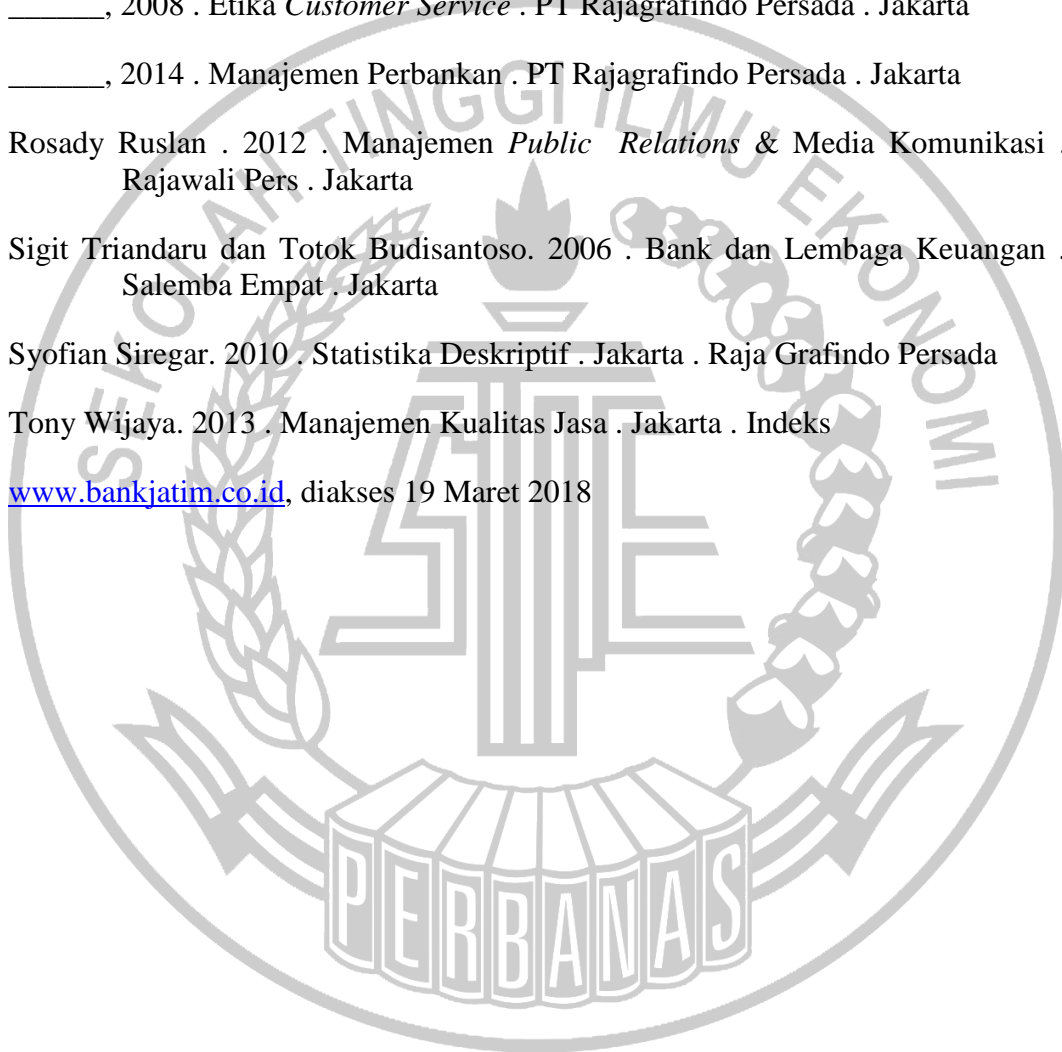 ______, 2008 . Etika Customer Service . PT Rajagrafindo Persada . Jakarta
______, 2014 . Manajemen Perbankan . PT Rajagrafindo Persada . Jakarta
Rosady Ruslan . 2012 . Manajemen Public Relations & Media Komunikasi .
Rajawali Pers . Jakarta
Sigit Triandaru dan Totok Budisantoso. 2006 . Bank dan Lembaga Keuangan .
Salemba Empat . Jakarta
Syofian Siregar. 2010 . Statistika Deskriptif . Jakarta . Raja Grafindo Persada
Tony Wijaya. 2013 . Manajemen Kualitas Jasa . Jakarta . Indeks
www.bankjatim.co.id, diakses 19 Maret 2018
SEKOLAH TINGGI ILMU EKONOMI
STIE
PERBANAS